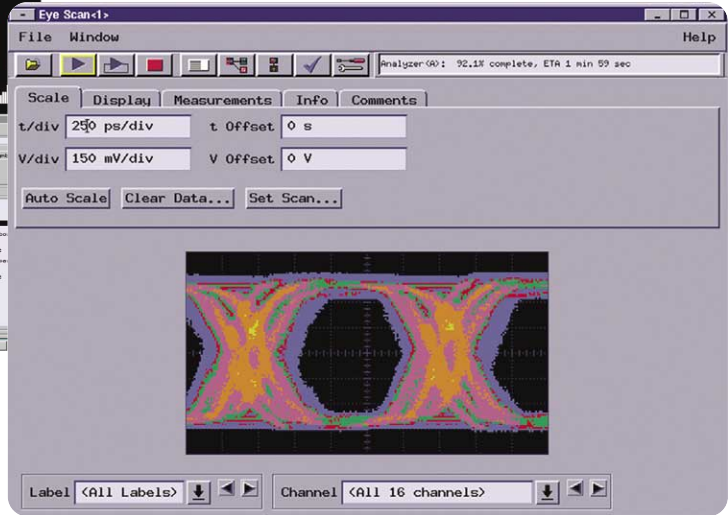 Eye Scan<1>
File Window Help
Analyzer(A): 92.1% complete, ETA 1 min 59 sec
Scale Display Measurements Info Comments
t/div 250 ps/div t Offset 0 s
V/div 150 mV/div V Offset 0 V
Auto Scale Clear Data... Set Scan...
Label <All Labels> Channel <All 16 channels>